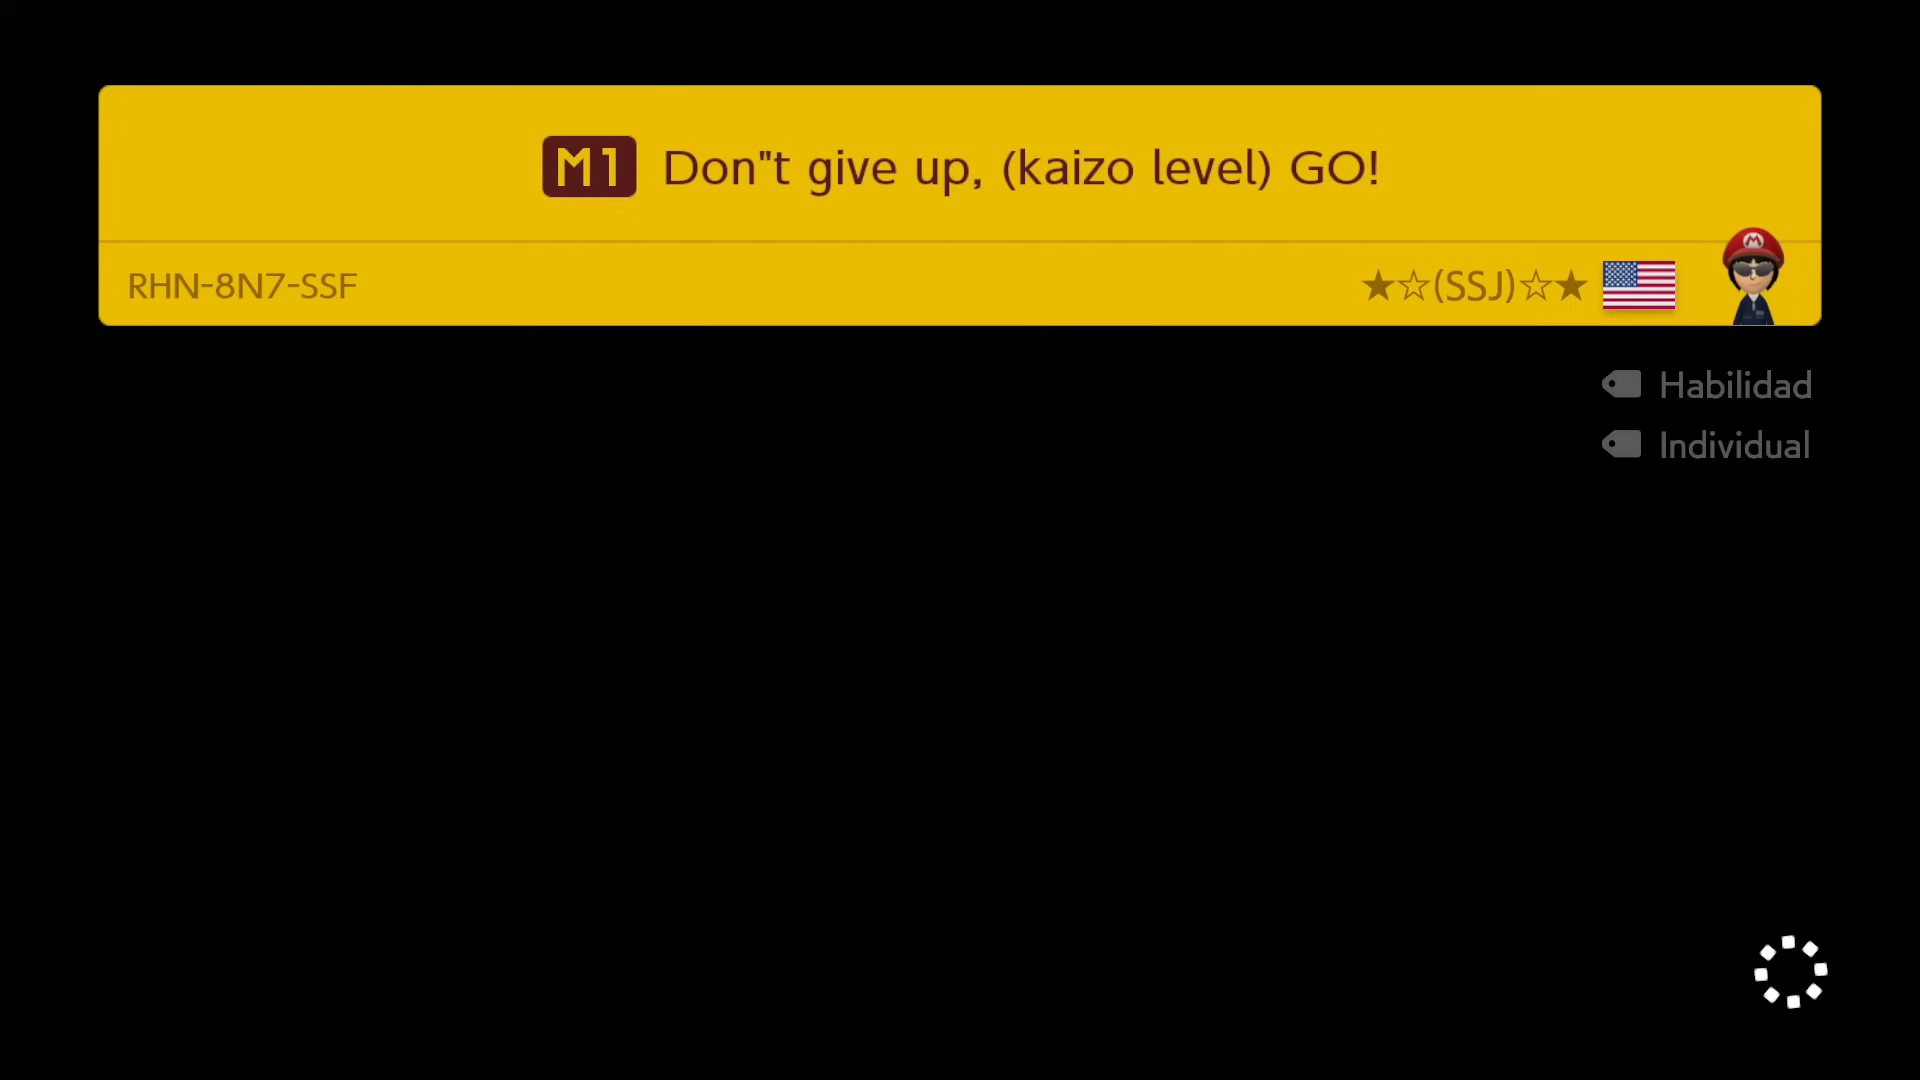 M1 Don"t give up, (kaizo level) GO!
RHN-8N7-SSF
★☆(SSJ)☆★
Habilidad
Individual